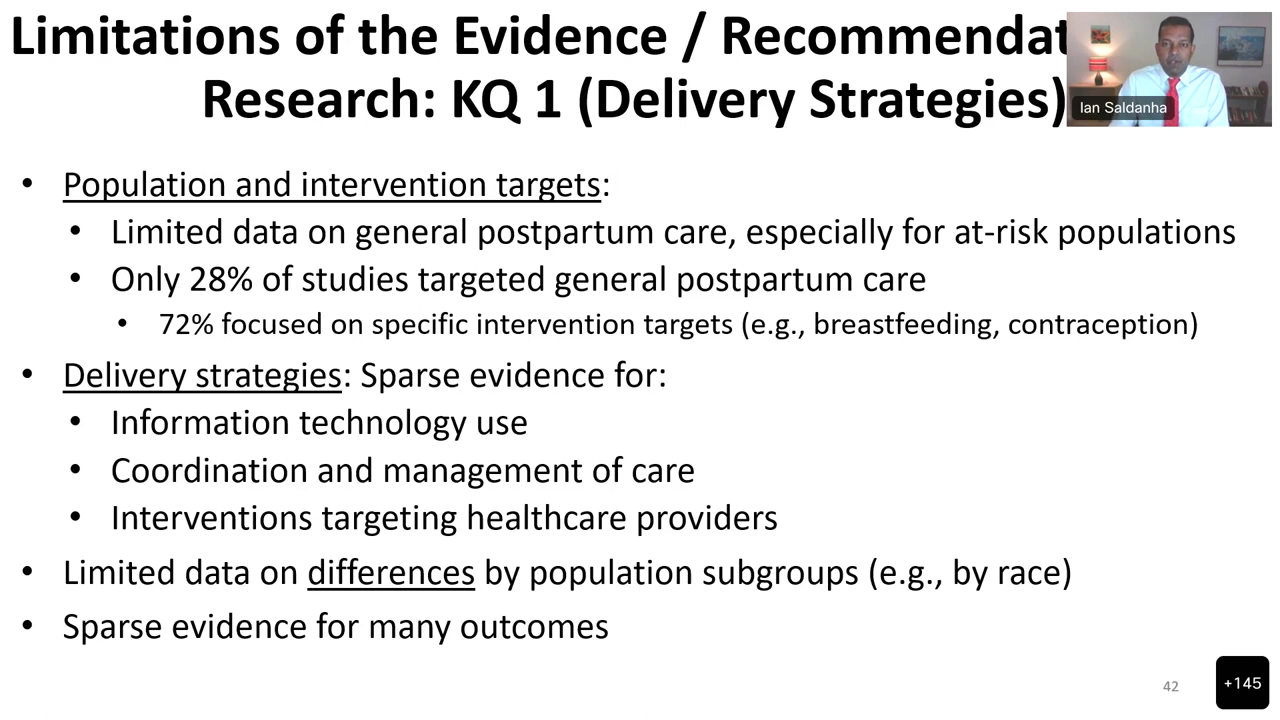 Limitations of the Evidence / Recommendat
Research: KQ 1 (Delivery Strategies)
Ian Saldanha
• Population and intervention targets:
• Limited data on general postpartum care, especially for at-risk populations
• Only 28% of studies targeted general postpartum care
• 72% focused on specific intervention targets (e.g., breastfeeding, contraception)
• Delivery strategies: Sparse evidence for:
• Information technology use
• Coordination and management of care
• Interventions targeting healthcare providers
• Limited data on differences by population subgroups (e.g., by race)
• Sparse evidence for many outcomes
42
+145